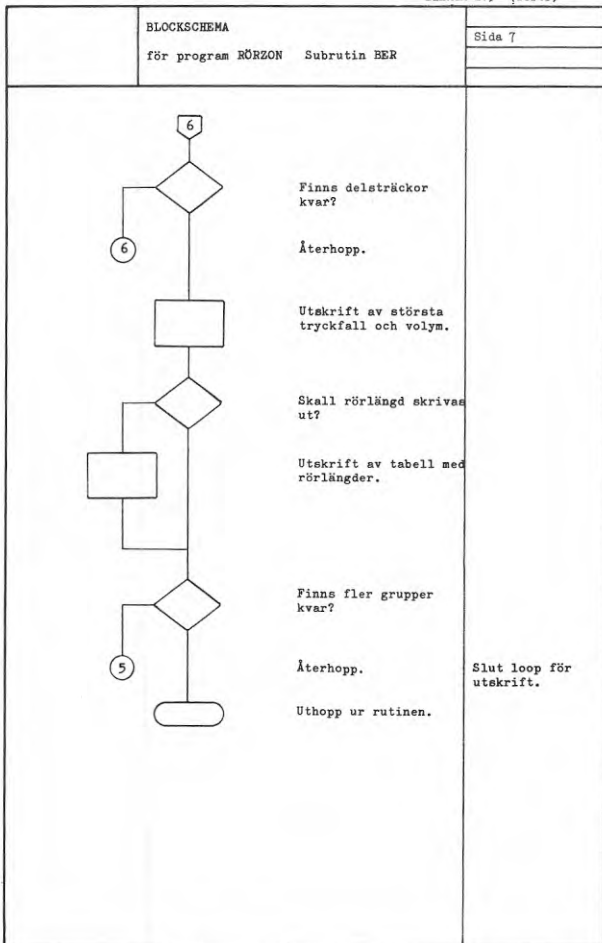 BLOCKSCHEMA
för program RÖRZON Subrutin BER
Sida 7
6
Finns delsträckor
kvar?
6
Återhopp.
Utskrift av största
tryckfall och volym.
Skall rörlängd skrivas
ut?
Utskrift av tabell med
rörlängder.
Finns fler grupper
kvar?
5
Återhopp.
Slut loop för
utskrift.
Uthopp ur rutinen.